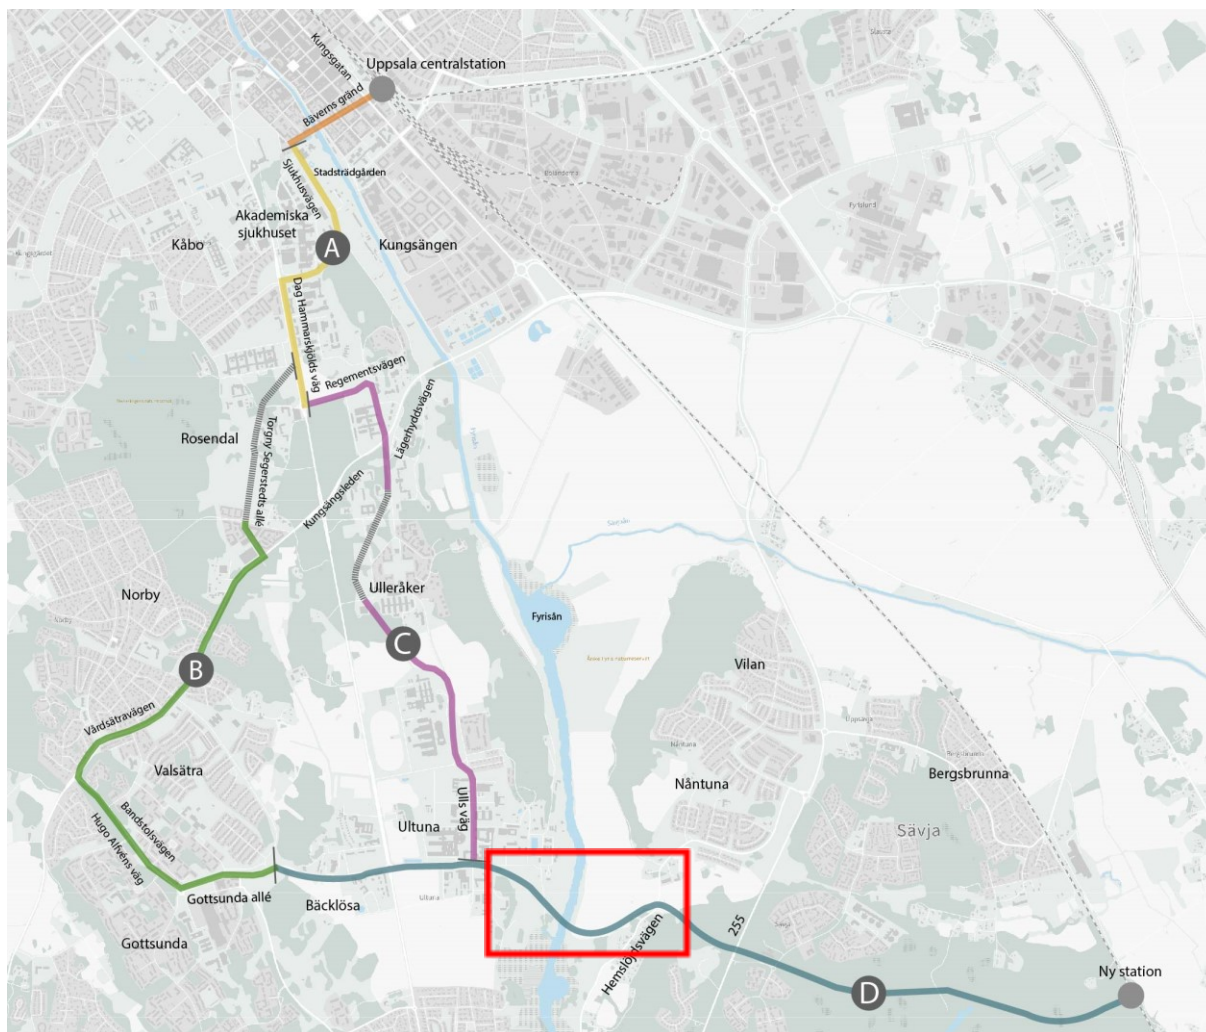 Kungsgatan
Uppsala centralstation
Bäverns gränd
Stadsträdgården
Sjukhusvägen
Akademiska
sjukhuset
A
Kåbo
Kungsängen
Dag Hammarskjölds väg
Regementsvägen
Lägerhyddsvägen
Rosendal
Torgny Segerstedts allé
Kungsängsleden
Ulleråker
Norby
Fyrisån
C
B
Vilan
Vårdsätravägen
Valsätra
Nåntuna
Bergsbrunna
Ultuna
Ulls väg
Sävja
Bandstolsvägen
Hugo Alfvéns väg
Gottsunda allé
Bäcklösa
Gottsunda
Hemslöjdsvägen
255
D
Ny station